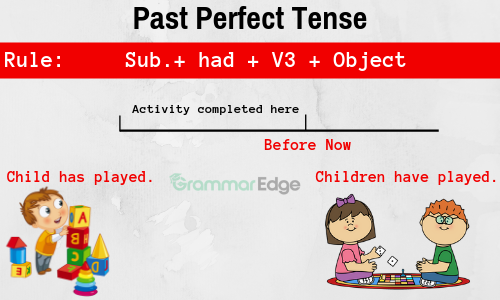 Past Perfect Tense
Rule: Sub.+ had + V3 + Object
Activity completed here
Before Now
Child has played.
GrammarEdge
Children have played.
A
B
C
A
E